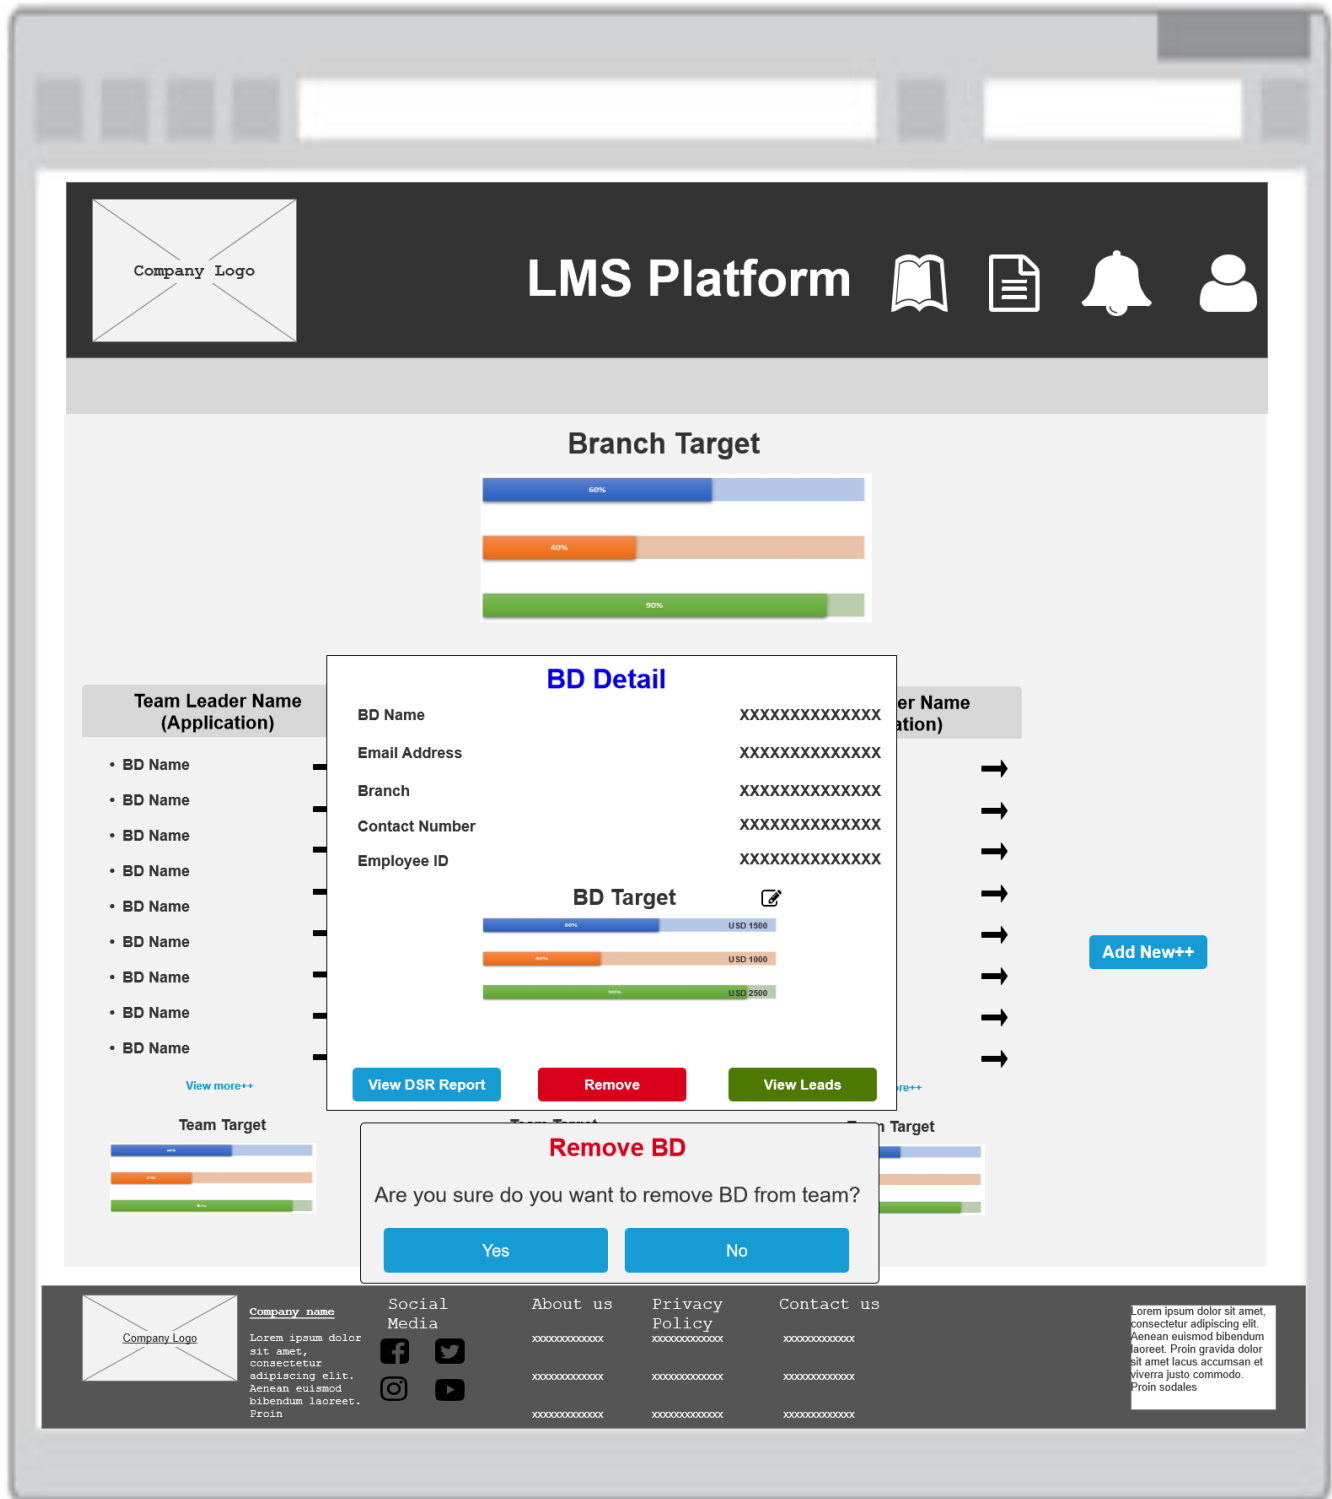 Company Logo
LMS Platform
Branch Target
60%
40%
90%
Team Leader Name
(Application)
• BD Name
• BD Name
• BD Name
• BD Name
• BD Name
• BD Name
• BD Name
• BD Name
• BD Name
View more++
Team Target
BD Detail
BD Name XXXXXXXXXXXXXX
Email Address XXXXXXXXXXXXXX
Branch XXXXXXXXXXXXXX
Contact Number XXXXXXXXXXXXXX
Employee ID XXXXXXXXXXXXXX
BD Target
60% USD 1500
40% USD 1000
90% USD 2500
View DSR Report Remove View Leads
er Name
ation)
re++
Team Target
n Target
Add New++
Remove BD
Are you sure do you want to remove BD from team?
Yes No
Company Logo
Company name
Lorem ipsum dolor
sit amet,
consectetur
adipiscing elit.
Aenean euismod
bibendum laoreet.
Proin
Social
Media
About us
xxxxxxxxxxxxx
xxxxxxxxxxxxx
xxxxxxxxxxxxx
Privacy
Policy
xxxxxxxxxxxxx
xxxxxxxxxxxxx
xxxxxxxxxxxxx
Contact us
xxxxxxxxxxxxx
xxxxxxxxxxxxx
xxxxxxxxxxxxx
Lorem ipsum dolor sit amet,
consectetur adipiscing elit.
Aenean euismod bibendum
laoreet. Proin gravida dolor
sit amet lacus accumsan et
viverra justo commodo.
Proin sodales